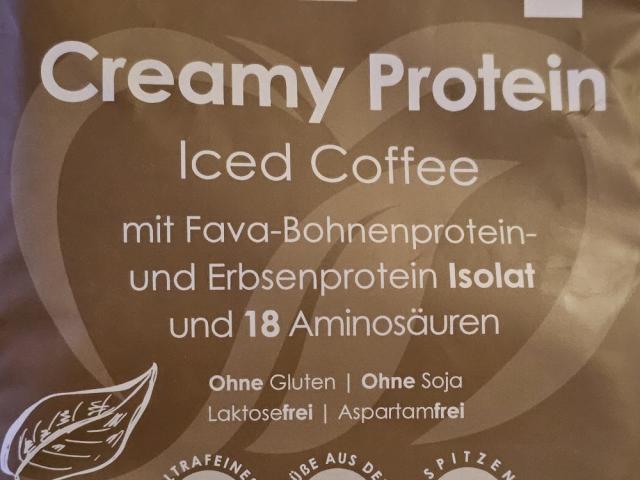 Creamy Protein
Iced Coffee
mit Fava-Bohnenprotein-
und Erbsenprotein Isolat
und 18 Aminosäuren
Ohne Gluten | Ohne Soja
Laktosefrei | Aspartamfrei
AUS